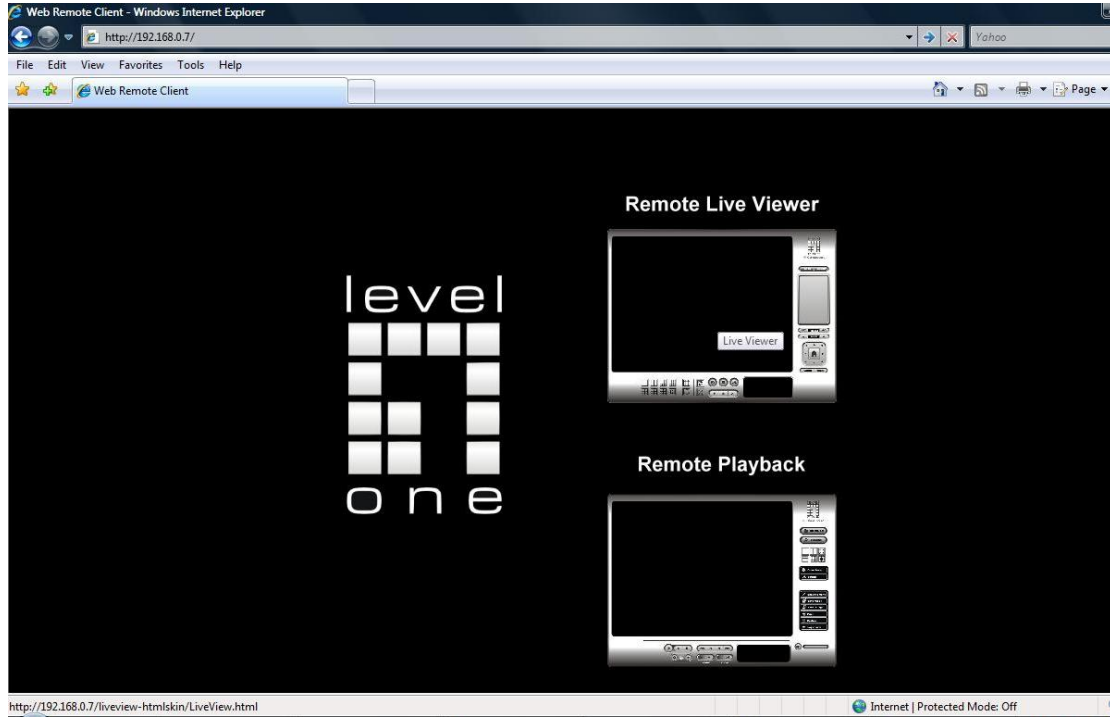 Web Remote Client - Windows Internet Explorer
http://192.168.0.7/
Yahoo
File Edit View Favorites Tools Help
Web Remote Client
Page
Remote Live Viewer
level
one
Live Viewer
Remote Playback
http://192.168.0.7/liveview-htmlskin/LiveView.html
Internet | Protected Mode: Off